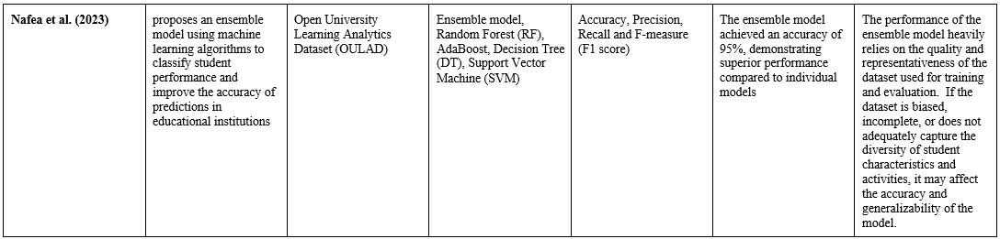 Nafea et al. (2023)
proposes an ensemble
model using machine
learning algorithms to
classify student
performance and
improve the accuracy of
predictions in
educational institutions
Open University
Learning Analytics
Dataset (OULAD)
Ensemble model,
Random Forest (RF),
AdaBoost, Decision Tree
(DT), Support Vector
Machine (SVM)
Accuracy, Precision,
Recall and F-measure
(F1 score)
The ensemble model
achieved an accuracy of
95%, demonstrating
superior performance
compared to individual
models
The performance of the
ensemble model heavily
relies on the quality and
representativeness of the
dataset used for training
and evaluation. If the
dataset is biased,
incomplete, or does not
adequately capture the
diversity of student
characteristics and
activities, it may affect
the accuracy and
generalizability of the
model.